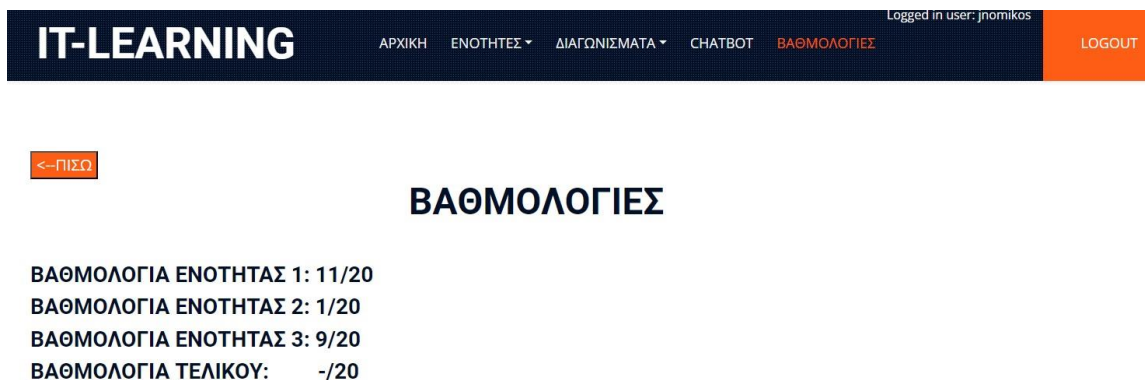 Logged in user: jnomikos
IT-LEARNING ΑΡΧΙΚΗ ΕΝΟΤΗΤΕΣ ΔΙΑΓΩΝΙΣΜΑΤΑ CHATBOT ΒΑΘΜΟΛΟΓΙΕΣ LOGOUT
<--ΠΙΣΩ
ΒΑΘΜΟΛΟΓΙΕΣ
ΒΑΘΜΟΛΟΓΙΑ ΕΝΟΤΗΤΑΣ 1: 11/20
ΒΑΘΜΟΛΟΓΙΑ ΕΝΟΤΗΤΑΣ 2: 1/20
ΒΑΘΜΟΛΟΓΙΑ ΕΝΟΤΗΤΑΣ 3: 9/20
ΒΑΘΜΟΛΟΓΙΑ ΤΕΛΙΚΟΥ: -/20